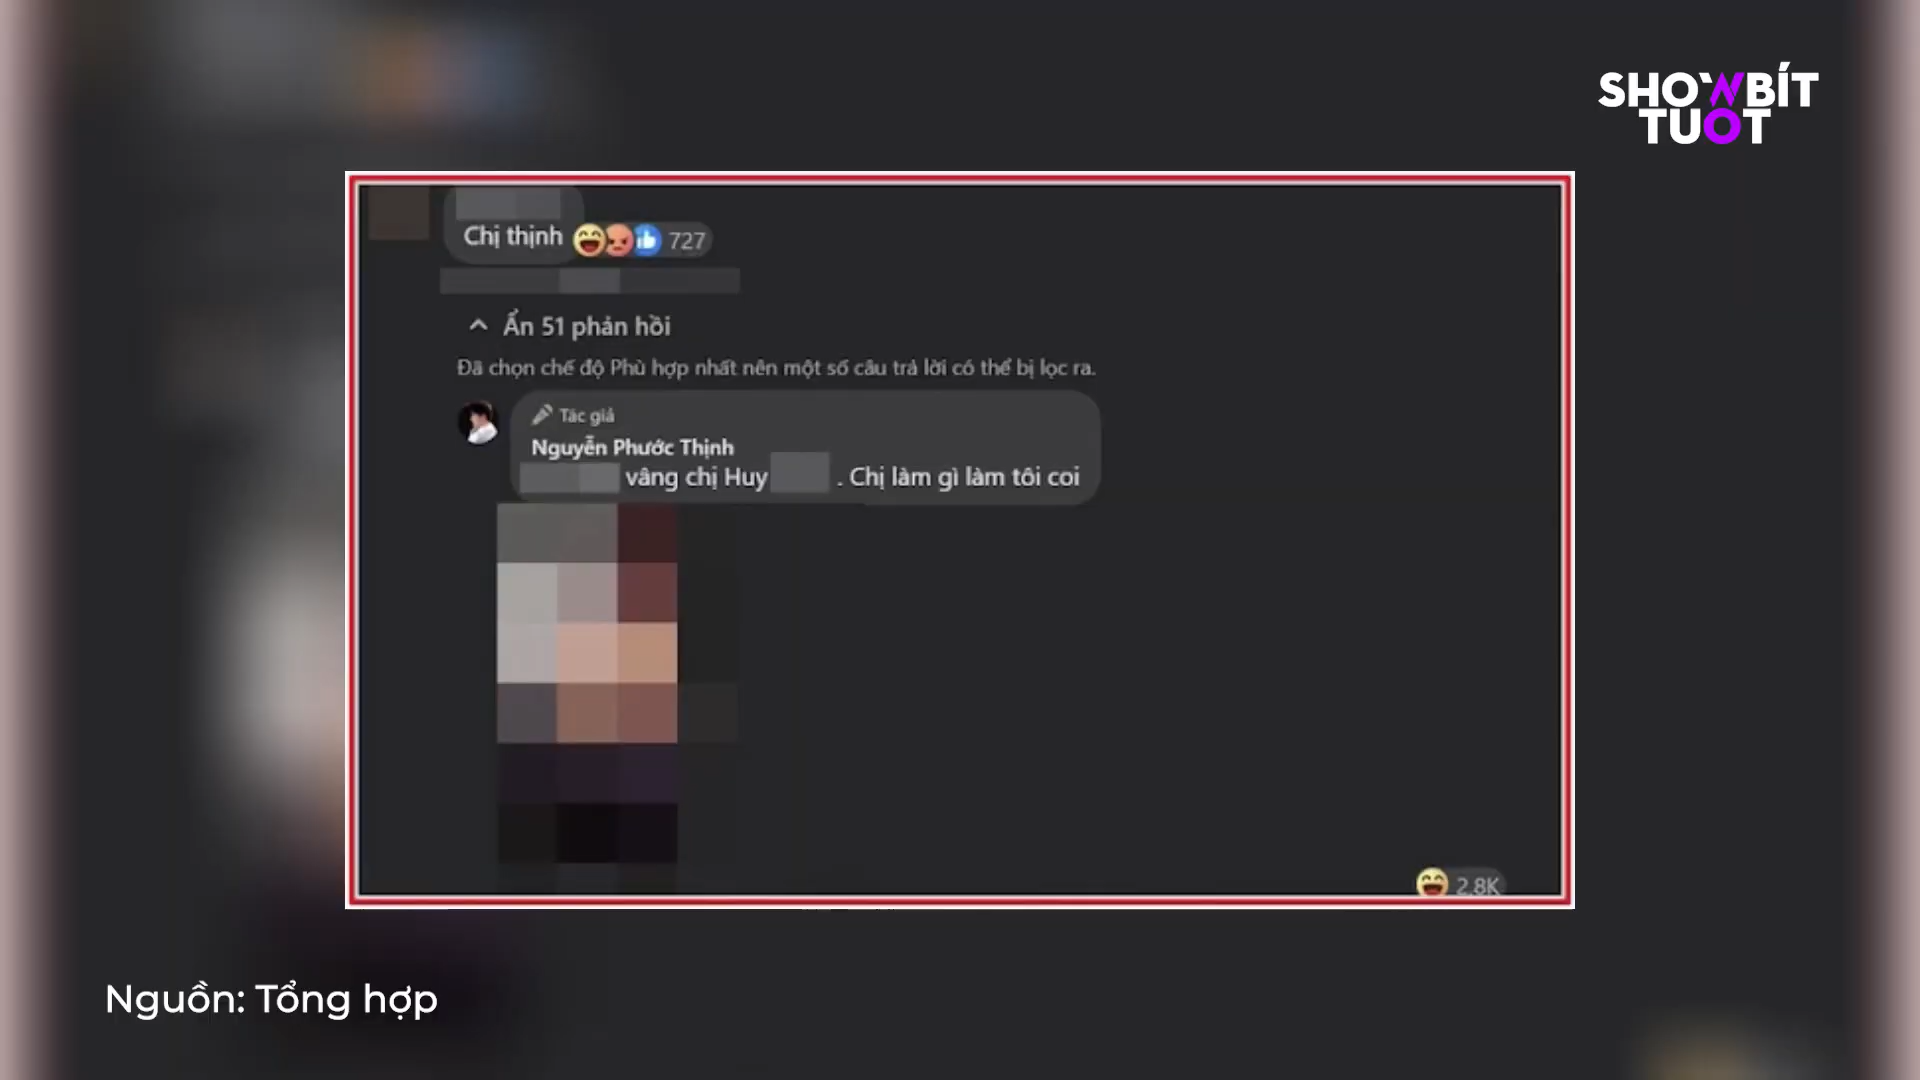 SHOWBÍT
TUOT
Chị thịnh
727
Ẩn 51 phản hồi
Đã chọn chế độ Phù hợp nhất nên một số câu trả lời có thể bị lọc ra.
Tác giả
Nguyễn Phước Thịnh
vâng chị Huy . Chị làm gì làm tôi coi
2,8K
Nguồn: Tổng hợp